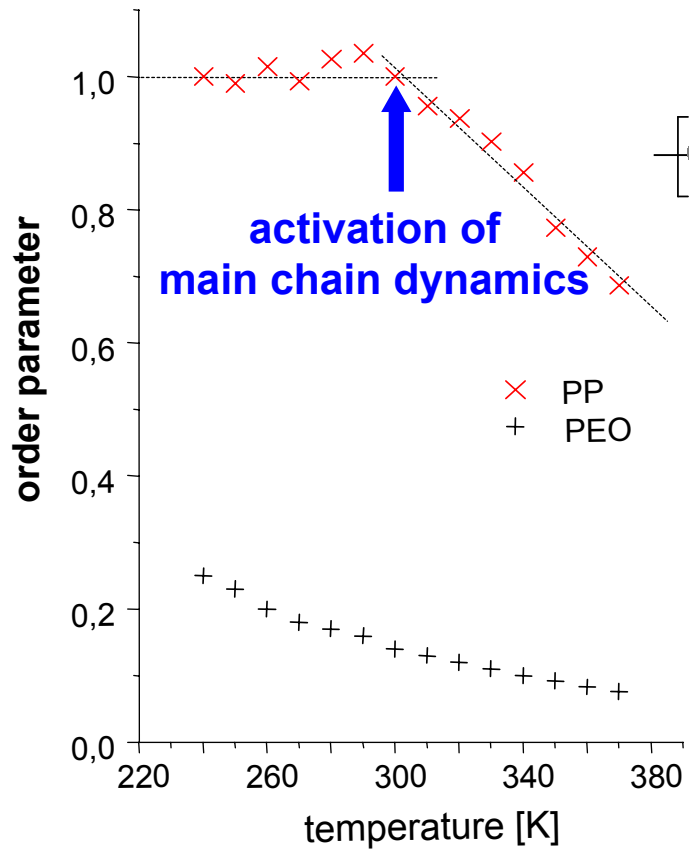 1,0
0,8
0,6
0,4
0,2
0,0
order parameter
activation of
main chain dynamics
PP
PEO
220 260 300 340 380
temperature [K]